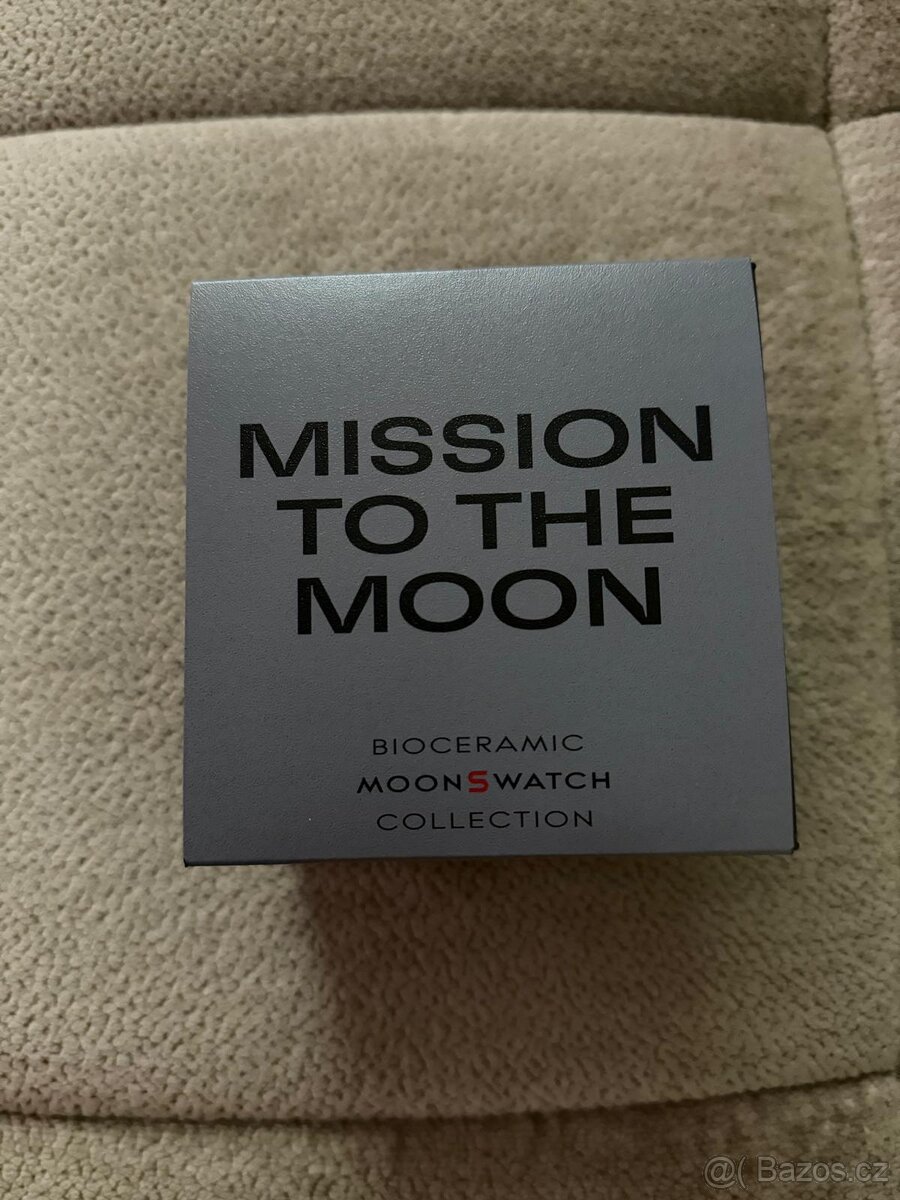 MISSION
TO THE
MOON
BIOCERAMIC
MOONSWATCH
COLLECTION
@( Bazos.cz